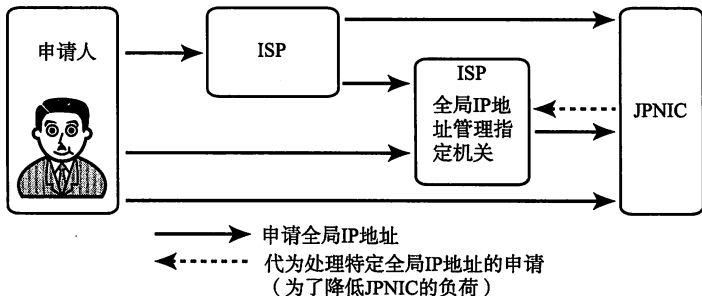 申请人
ISP
ISP
全局IP地
址管理指
定机关
JPNIC
申请全局IP地址
代为处理特定全局IP地址的申请
（为了降低JPNIC的负荷）